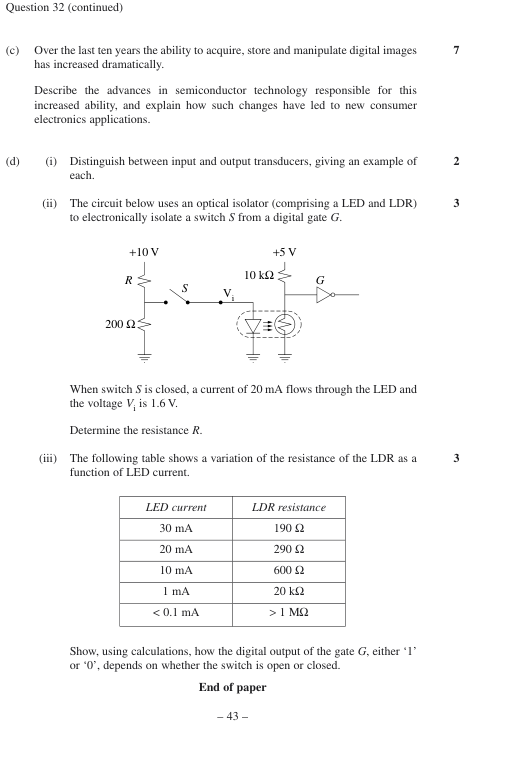 Question 32 (continued)
(c) Over the last ten years the ability to acquire, store and manipulate digital images 7
has increased dramatically.
Describe the advances in semiconductor technology responsible for this
increased ability, and explain how such changes have led to new consumer
electronics applications.
(d) (i) Distinguish between input and output transducers, giving an example of 2
each.
(ii) The circuit below uses an optical isolator (comprising a LED and LDR) 3
to electronically isolate a switch S from a digital gate G.
+10 V +5 V
R S Vi 10 kΩ G
200 Ω
When switch S is closed, a current of 20 mA flows through the LED and
the voltage Vi is 1.6 V.
Determine the resistance R.
(iii) The following table shows a variation of the resistance of the LDR as a 3
function of LED current.
LED current LDR resistance
30 mA 190 Ω
20 mA 290 Ω
10 mA 600 Ω
1 mA 20 kΩ
< 0.1 mA > 1 MΩ
Show, using calculations, how the digital output of the gate G, either ‘1’
or ‘0’, depends on whether the switch is open or closed.
End of paper
– 43 –